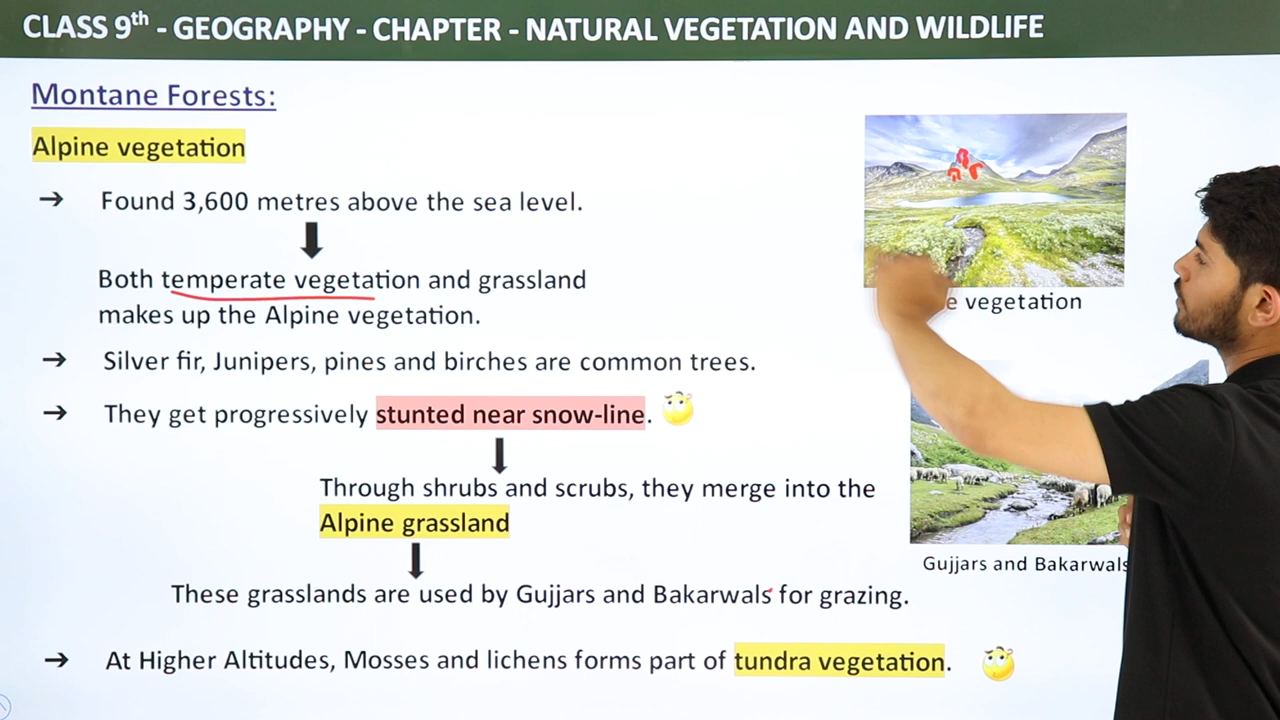 CLASS 9th - GEOGRAPHY - CHAPTER - NATURAL VEGETATION AND WILDLIFE
Montane Forests:
Alpine vegetation
→ Found 3,600 metres above the sea level.
Both temperate vegetation and grassland
makes up the Alpine vegetation.
→ Silver fir, Junipers, pines and birches are common trees.
→ They get progressively stunted near snow-line.
Through shrubs and scrubs, they merge into the
Alpine grassland
These grasslands are used by Gujjars and Bakarwals for grazing.
→ At Higher Altitudes, Mosses and lichens forms part of tundra vegetation.
vegetation
Gujjars and Bakarwals